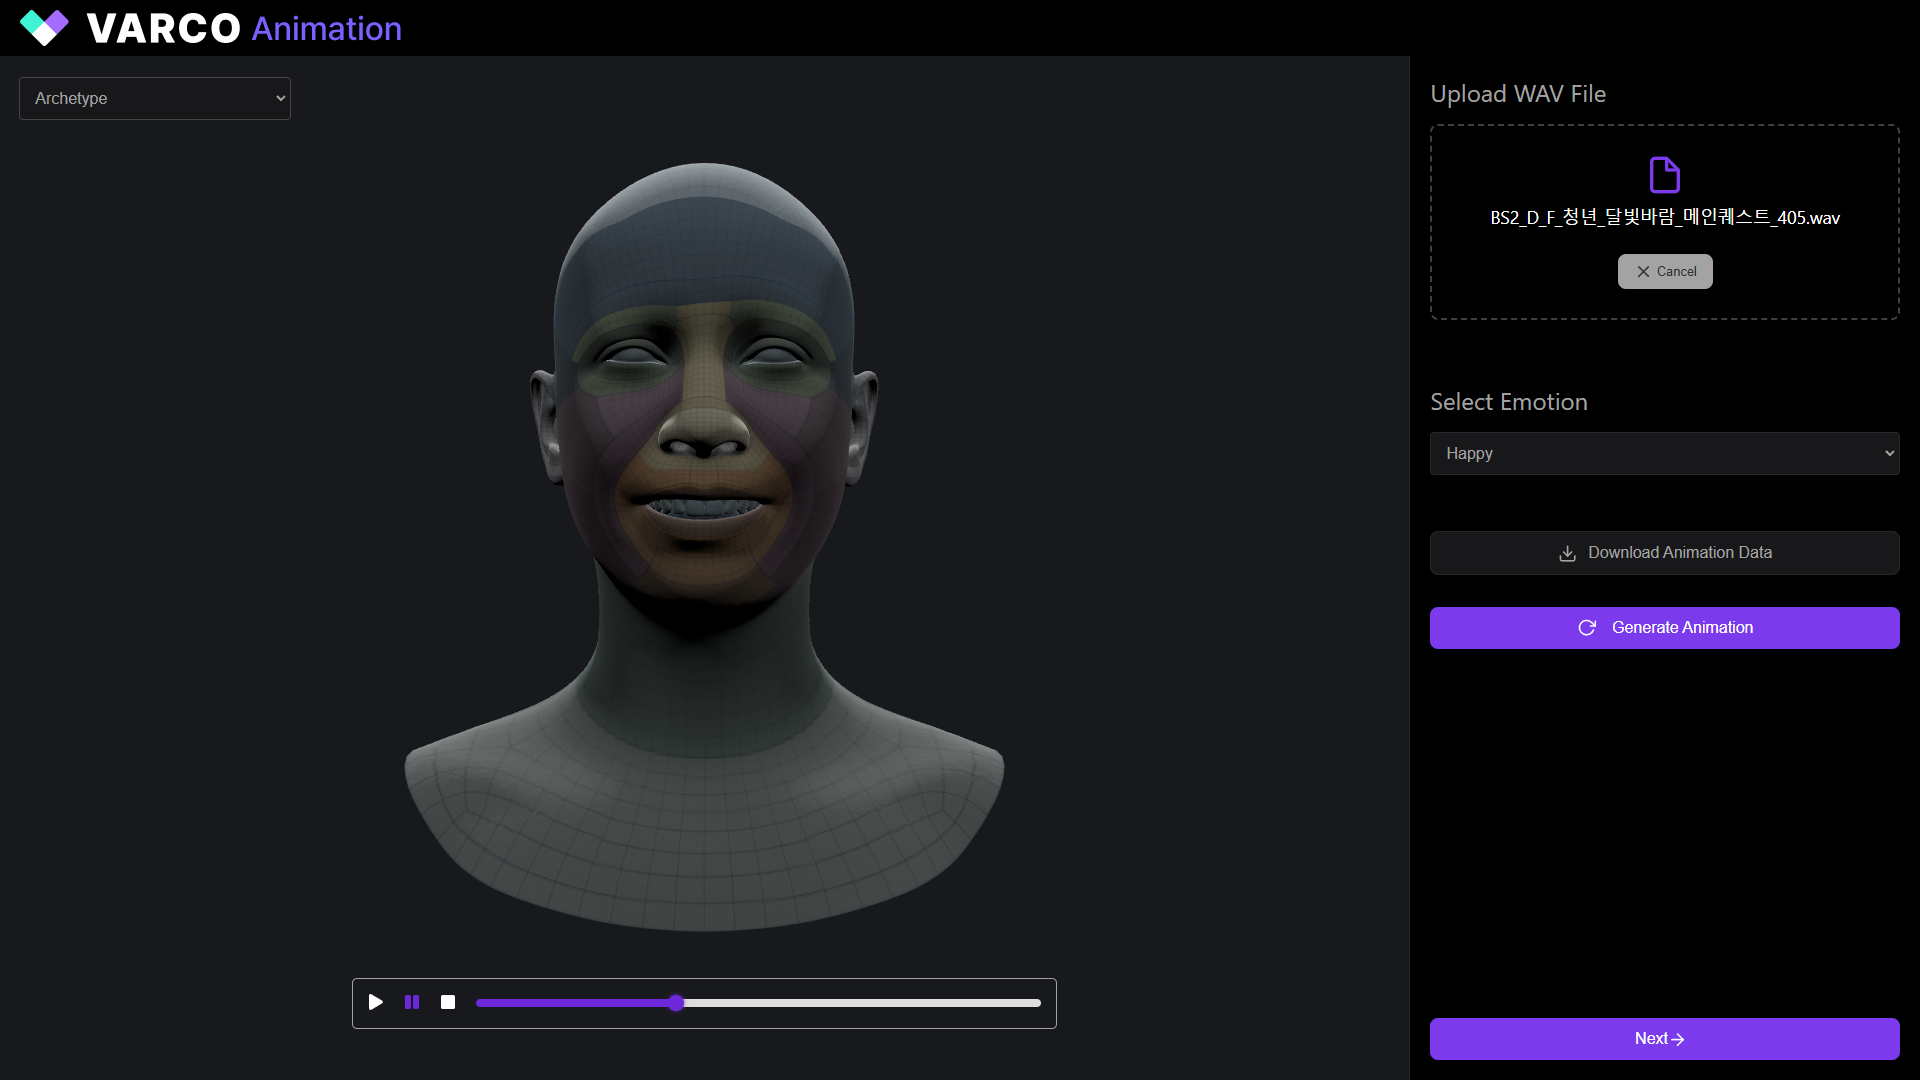 VARCO Animation
Archetype
Upload WAV File
BS2_D_F_청년_달빛바람_메인퀘스트_405.wav
Cancel
Select Emotion
Happy
Download Animation Data
Generate Animation
Next